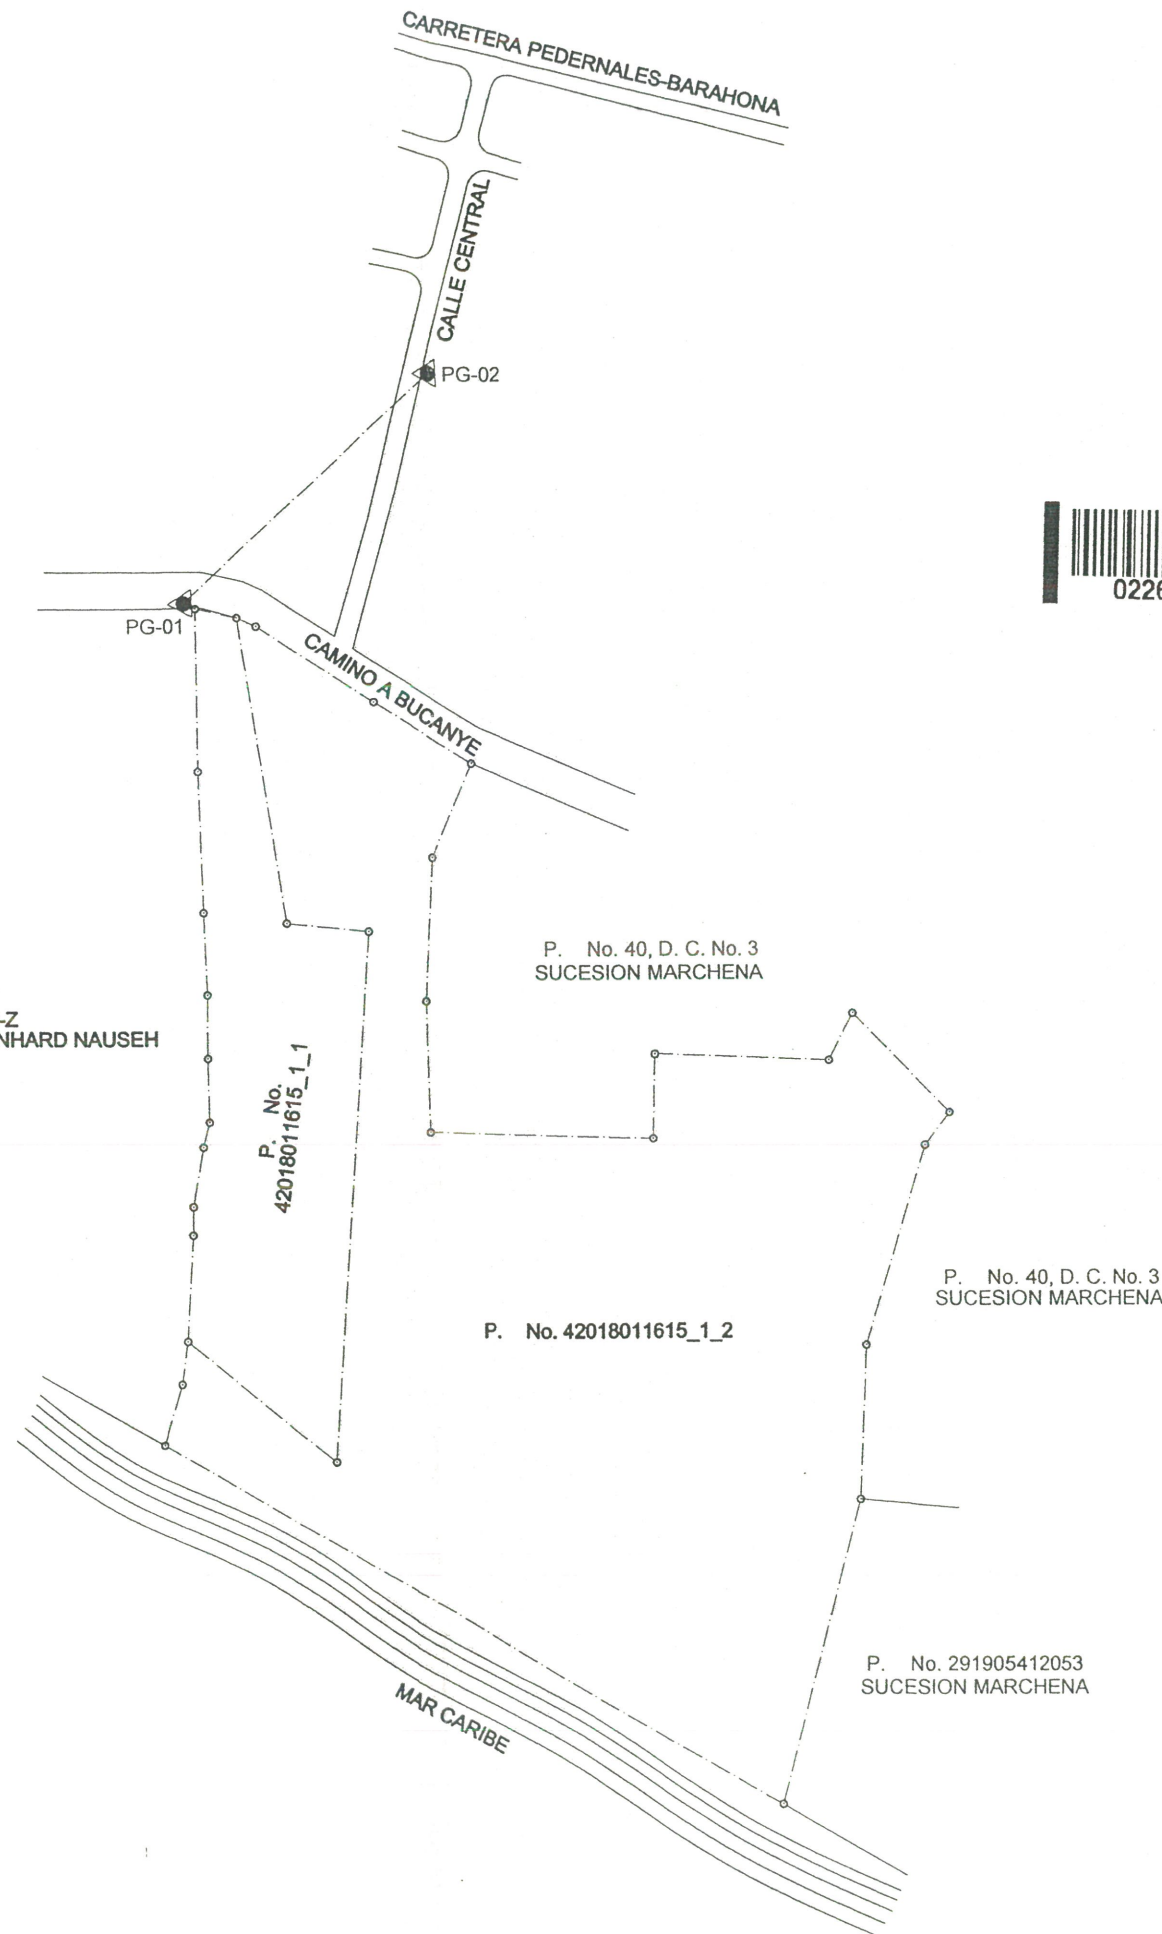 CARRETERA PEDERNALES-BARAHONA
CALLE CENTRAL
PG-02
0226
PG-01
CAMINO A BUCANYE
P. No. 40, D. C. No. 3
SUCESION MARCHENA
-Z
NHARD NAUSEH
P. No.
42018011615_1_1
P. No. 40, D. C. No. 3
SUCESION MARCHENA
P. No. 42018011615_1_2
P. No. 291905412053
SUCESION MARCHENA
MAR CARIBE